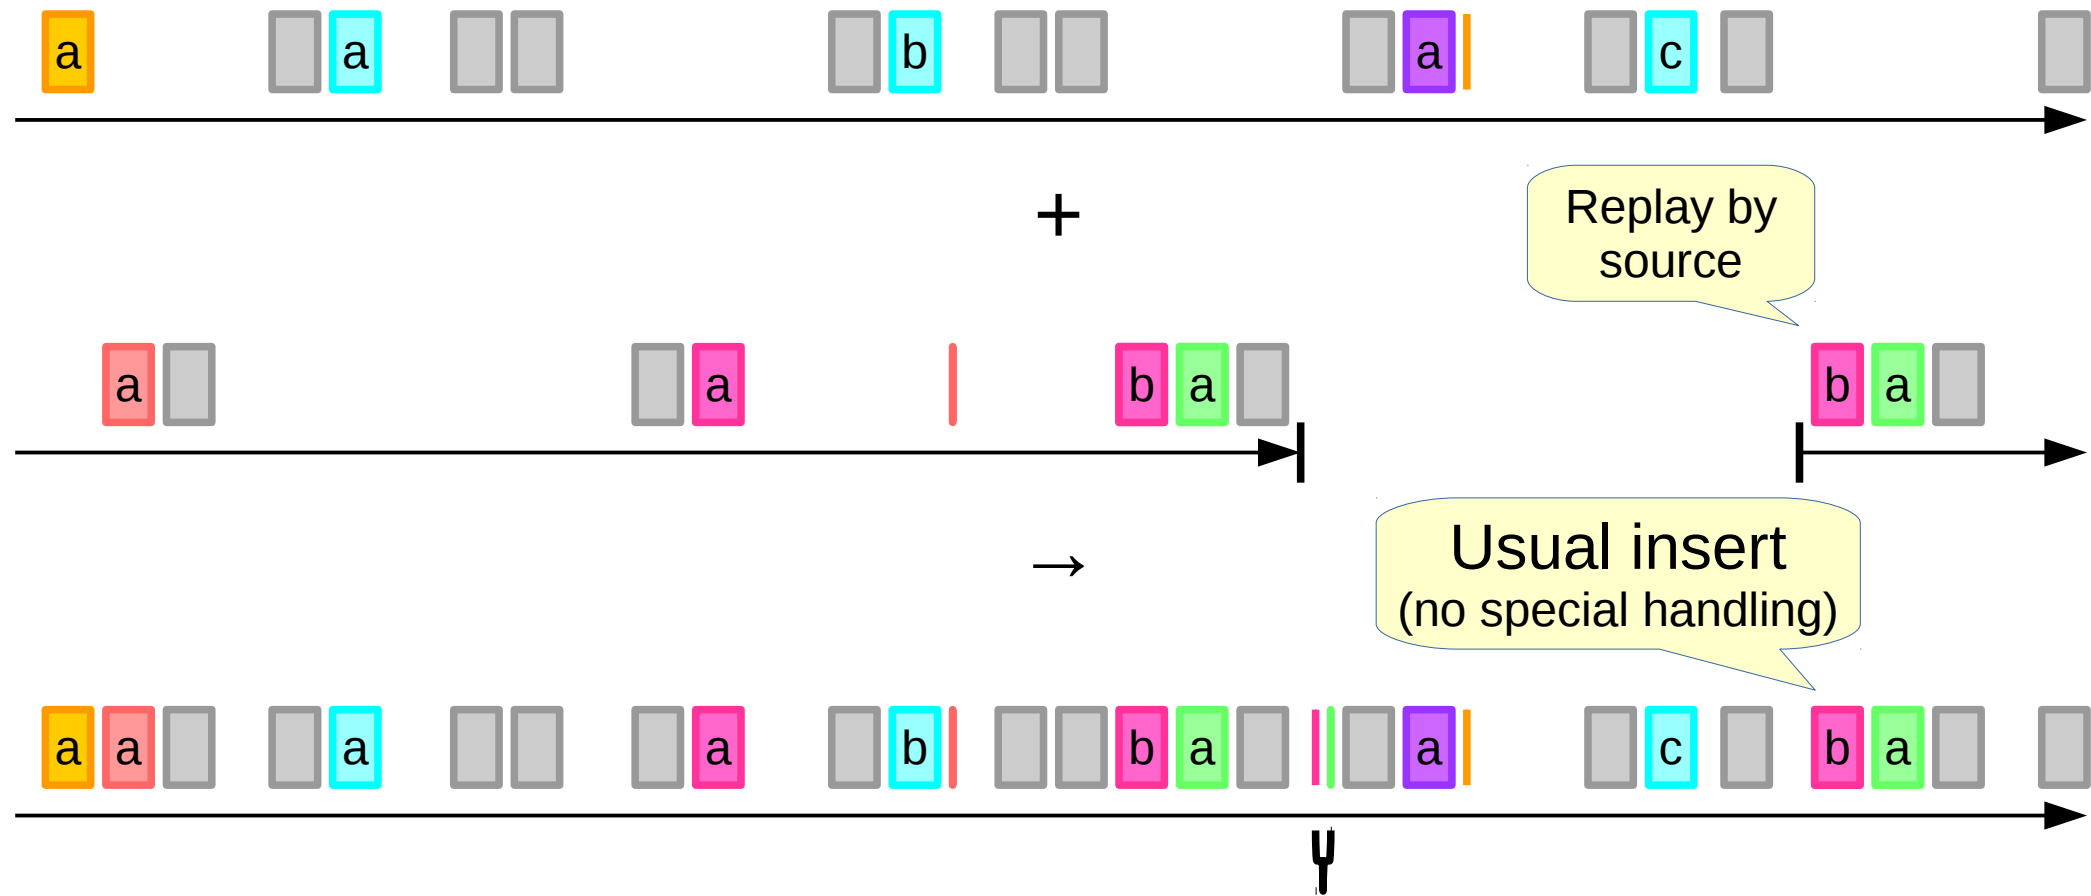 a a b a c
+
Replay by
source
a a b a b a
→
Usual insert
(no special handling)
a a a a b b a a c b a